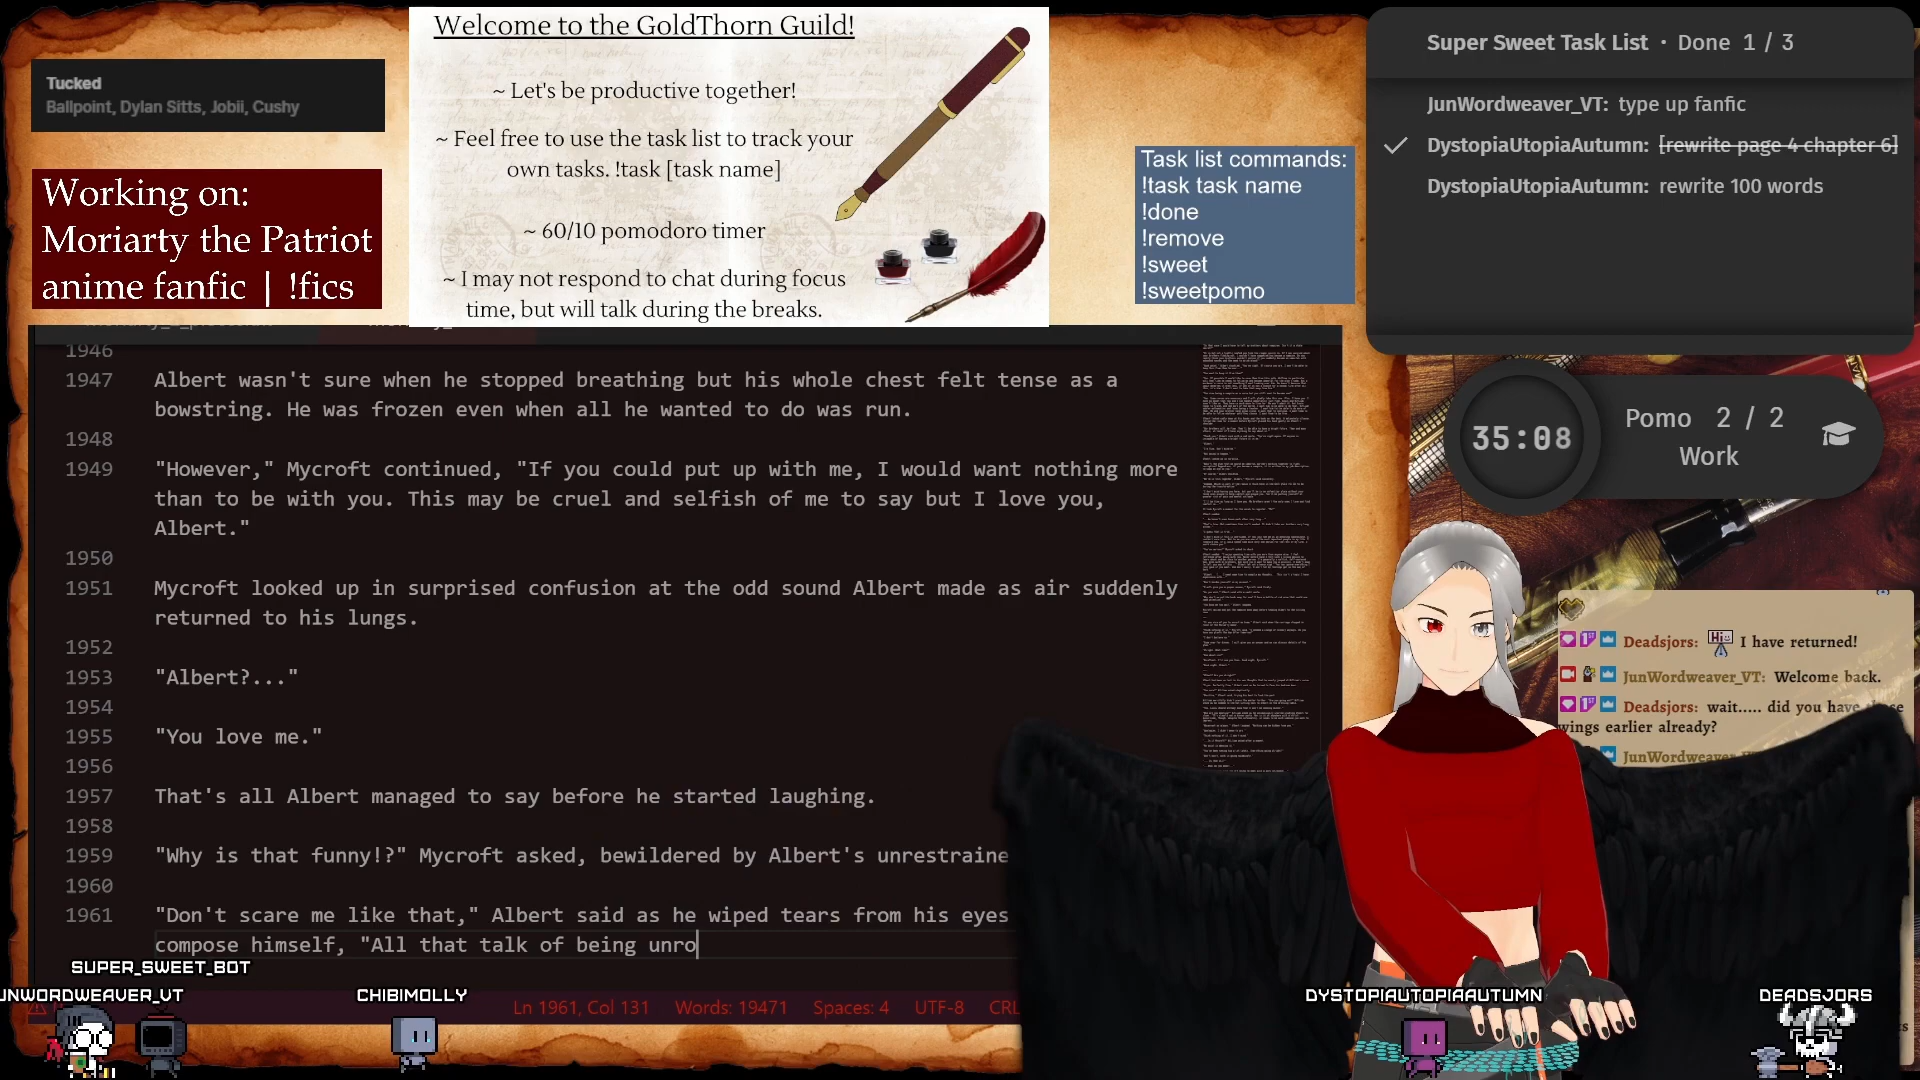 Tucked
Ballpoint, Dylan Sitts, Jobii, Cushy
Working on:
Moriarty the Patriot
anime fanfic | !fics
Welcome to the GoldThorn Guild!
~ Let's be productive together!
~ Feel free to use the task list to track your
own tasks. !task [task name]
~ 60/10 pomodoro timer
~ I may not respond to chat during focus
time, but will talk during the breaks.
Task list commands:
!task task name
!done
!remove
!sweet
!sweetpomo
Super Sweet Task List · Done 1 / 3
JunWordweaver_VT: type up fanfic
DystopiaUtopiaAutumn: [rewrite page 4 chapter 6]
DystopiaUtopiaAutumn: rewrite 100 words
35:08
Pomo 2 / 2
Work
1946
1947 Albert wasn't sure when he stopped breathing but his whole chest felt tense as a
bowstring. He was frozen even when all he wanted to do was run.
1948
1949 "However," Mycroft continued, "If you could put up with me, I would want nothing more
than to be with you. This may be cruel and selfish of me to say but I love you,
Albert."
1950
1951 Mycroft looked up in surprised confusion at the odd sound Albert made as air suddenly
returned to his lungs.
1952
1953 "Albert?..."
1954
1955 "You love me."
1956
1957 That's all Albert managed to say before he started laughing.
1958
1959 "Why is that funny!?" Mycroft asked, bewildered by Albert's unrestraine
1960
1961 "Don't scare me like that," Albert said as he wiped tears from his eyes
compose himself, "All that talk of being unro
Ln 1961, Col 131 Words: 19471 Spaces: 4 UTF-8 CRL
Deadsjors: Hi I have returned!
JunWordweaver_VT: Welcome back.
Deadsjors: wait..... did you have
wings earlier already?
SUPER_SWEET_BOT
UNWORDWEAVER_VT
CHIBIMOLLY
DYSTOPIAUTOPIAAUTUMN
DEADSJORS